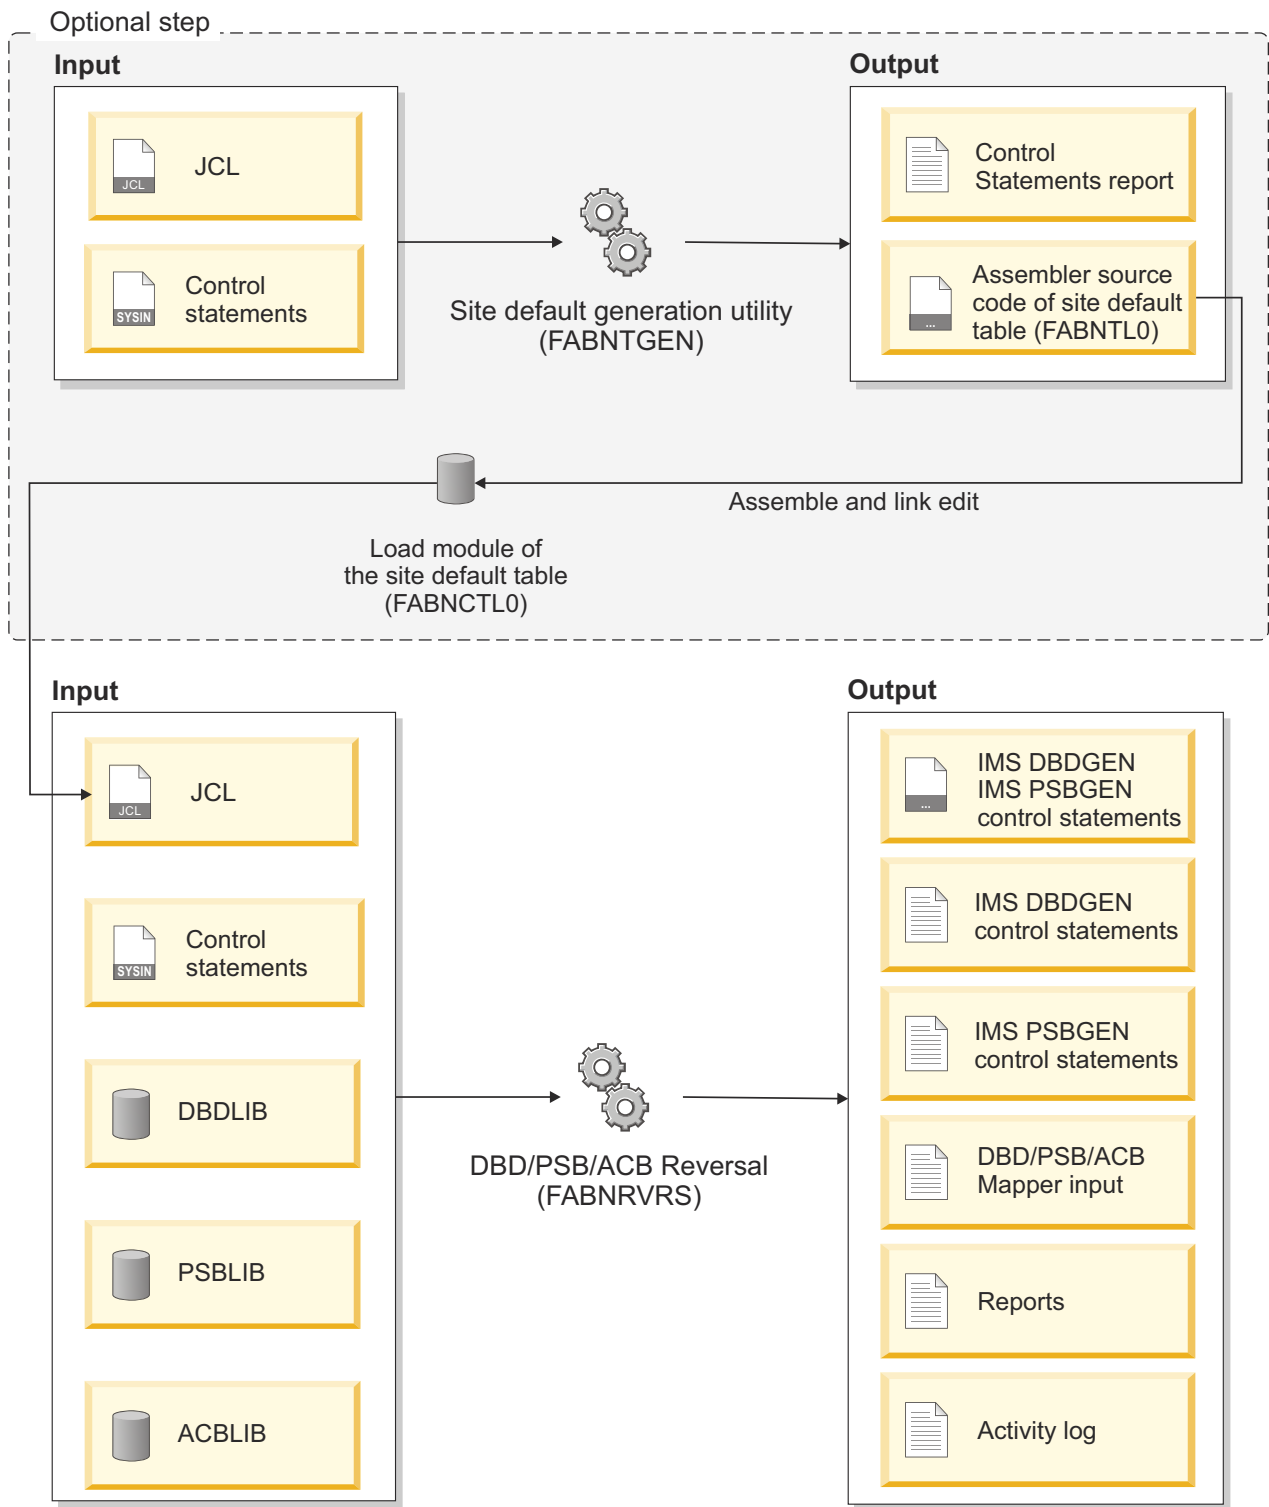 Optional step
Input
Output
JCL
JCL
Control
statements
SYSIN
Site default generation utility
(FABNTGEN)
Control
Statements report
Assembler source
code of site default
table (FABNTL0)
...
Assemble and link edit
Load module of
the site default table
(FABNCTL0)
Input
Output
JCL
JCL
Control
statements
SYSIN
DBDLIB
PSBLIB
ACBLIB
DBD/PSB/ACB Reversal
(FABNRVRS)
IMS DBDGEN
IMS PSBGEN
control statements
...
IMS DBDGEN
control statements
IMS PSBGEN
control statements
DBD/PSB/ACB
Mapper input
Reports
Activity log